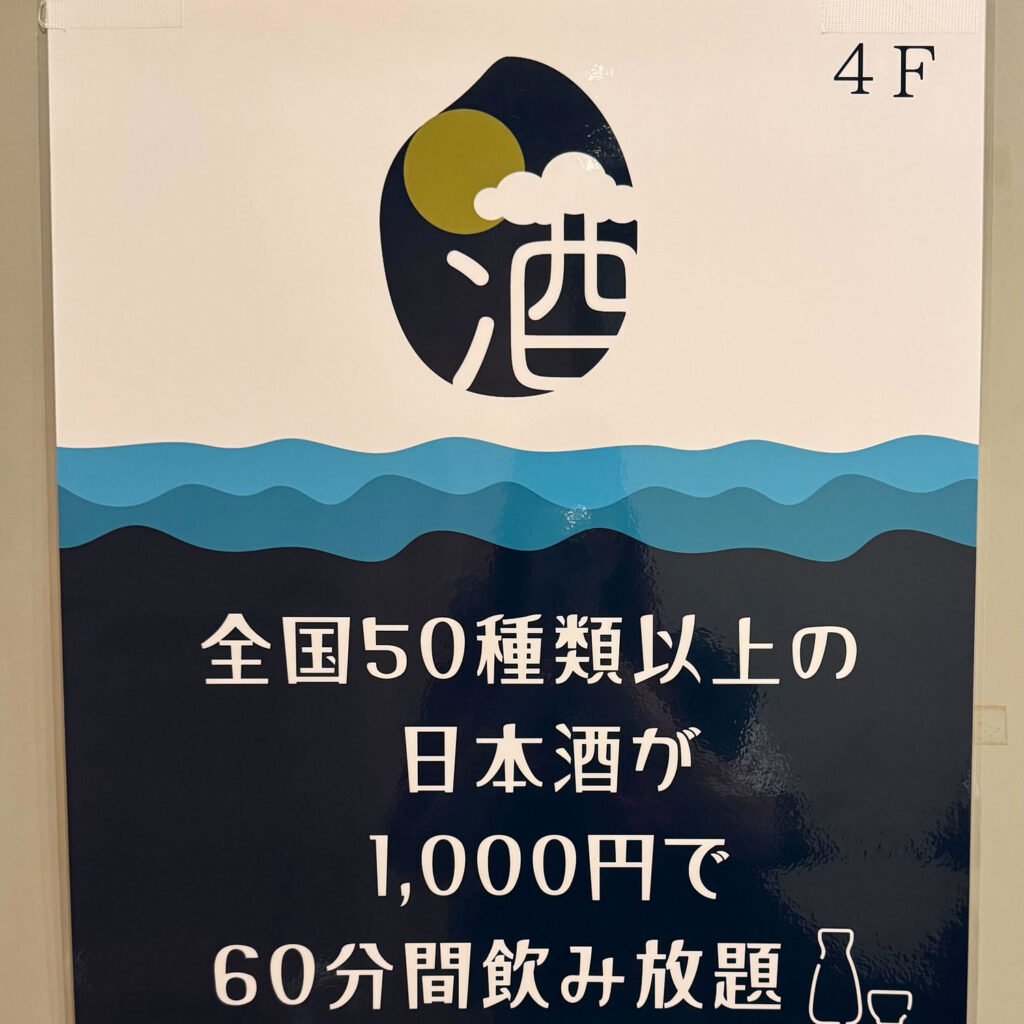 4F
酒
全国50種類以上の
日本酒が
1,000円で
60分間飲み放題